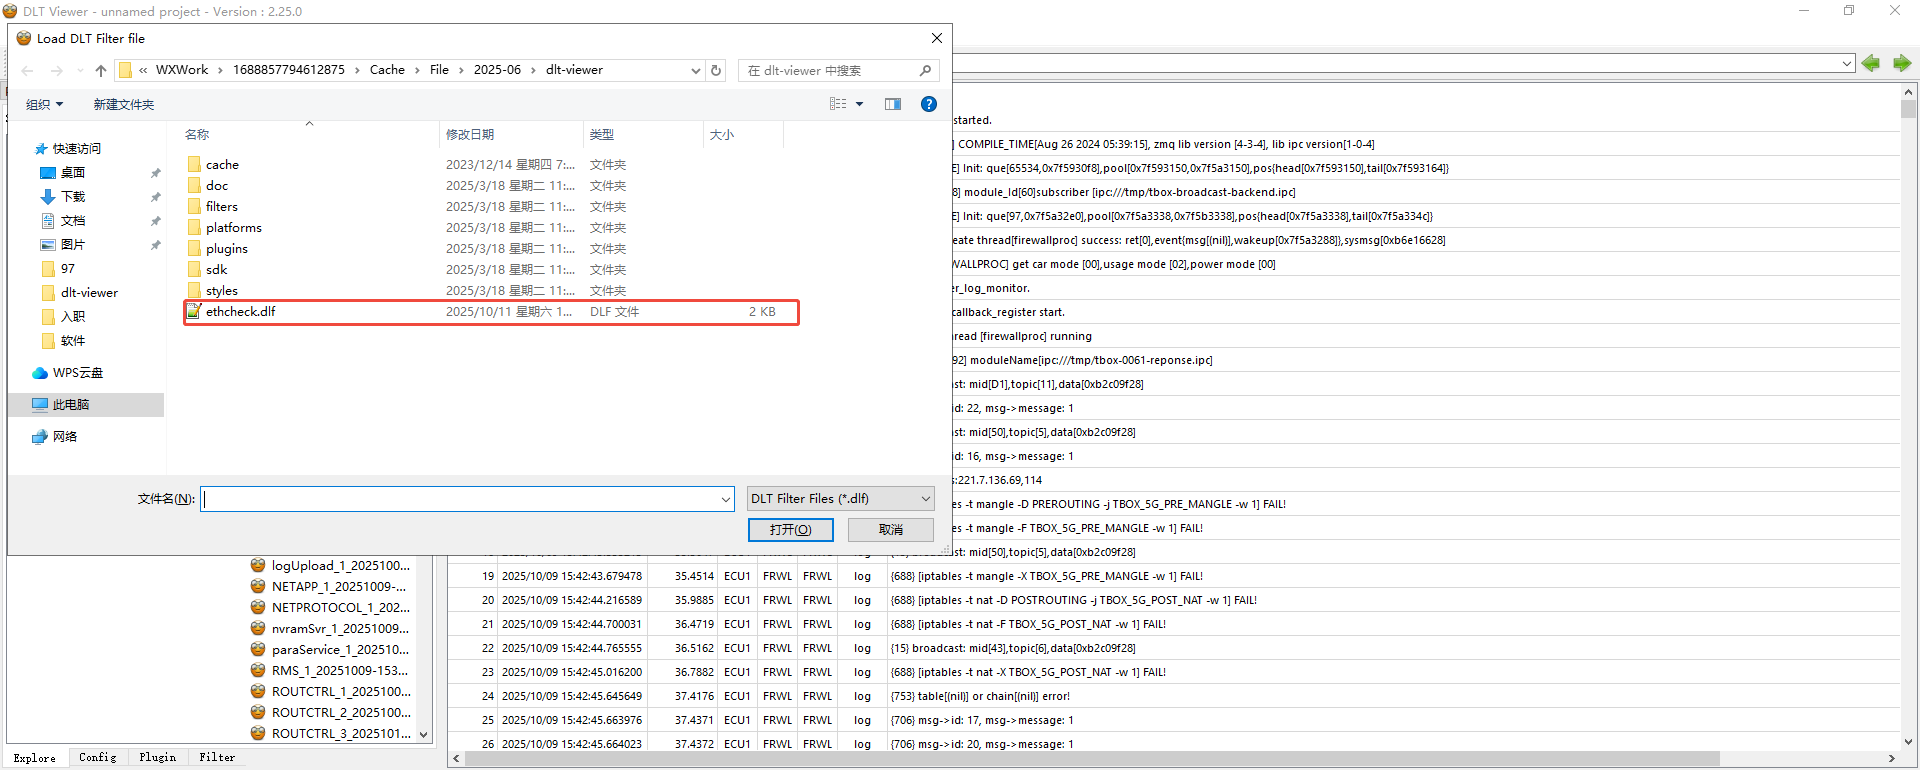 DLT Viewer - unnamed project - Version : 2.25.0
Load DLT Filter file
« WXWork › 1688857794612875 › Cache › File › 2025-06 › dlt-viewer
在 dlt-viewer 中搜索
组织 新建文件夹
名称 修改日期 类型 大小
快速访问
桌面
下载
文档
图片
97
dlt-viewer
入职
软件
WPS云盘
此电脑
网络
cache 2023/12/14 星期四 7:... 文件夹
doc 2025/3/18 星期二 11:... 文件夹
filters 2025/3/18 星期二 11:... 文件夹
platforms 2025/3/18 星期二 11:... 文件夹
plugins 2025/3/18 星期二 11:... 文件夹
sdk 2025/3/18 星期二 11:... 文件夹
styles 2025/3/18 星期二 11:... 文件夹
ethcheck.dlf 2025/10/11 星期六 1... DLF 文件 2 KB
文件名(N): DLT Filter Files (*.dlf)
打开(O) 取消
started.
] COMPILE_TIME[Aug 26 2024 05:39:15], zmq lib version [4-3-4], lib ipc version[1-0-4]
E] Init: que[65534,0x7f5930f8],pool[0x7f593150,0x7f5a3150],pos{head[0x7f593150],tail[0x7f593164]}
8] module_Id[60]subscriber [ipc:///tmp/tbox-broadcast-backend.ipc]
E] Init: que[97,0x7f5a32e0],pool[0x7f5a3338,0x7f5b3338],pos{head[0x7f5a3338],tail[0x7f5a334c]}
eate thread[firewallproc] success: ret[0],event{msg[(nil)],wakeup[0x7f5a3288]},sysmsg[0xb6e16628]
WALLPROC] get car mode [00],usage mode [02],power mode [00]
er_log_monitor.
callback_register start.
read [firewallproc] running
92] moduleName[ipc:///tmp/tbox-0061-reponse.ipc]
st: mid[D1],topic[11],data[0xb2c09f28]
id: 22, msg->message: 1
st: mid[50],topic[5],data[0xb2c09f28]
id: 16, msg->message: 1
s:221.7.136.69,114
les -t mangle -D PREROUTING -j TBOX_5G_PRE_MANGLE -w 1] FAIL!
les -t mangle -F TBOX_5G_PRE_MANGLE -w 1] FAIL!
mid[50],topic[5],data[0xb2c09f28]
19 2025/10/09 15:42:43.679478 35.4514 ECU1 FRWL FRWL log {688} [iptables -t mangle -X TBOX_5G_PRE_MANGLE -w 1] FAIL!
20 2025/10/09 15:42:44.216589 35.9885 ECU1 FRWL FRWL log {688} [iptables -t nat -D POSTROUTING -j TBOX_5G_POST_NAT -w 1] FAIL!
21 2025/10/09 15:42:44.700031 36.4719 ECU1 FRWL FRWL log {688} [iptables -t nat -F TBOX_5G_POST_NAT -w 1] FAIL!
22 2025/10/09 15:42:44.765555 36.5162 ECU1 FRWL FRWL log {15} broadcast: mid[43],topic[6],data[0xb2c09f28]
23 2025/10/09 15:42:45.016200 36.7882 ECU1 FRWL FRWL log {688} [iptables -t nat -X TBOX_5G_POST_NAT -w 1] FAIL!
24 2025/10/09 15:42:45.645649 37.4176 ECU1 FRWL FRWL log {753} table[(nil)] or chain[(nil)] error!
25 2025/10/09 15:42:45.663976 37.4371 ECU1 FRWL FRWL log {706} msg->id: 17, msg->message: 1
26 2025/10/09 15:42:45.664023 37.4372 ECU1 FRWL FRWL log {706} msg->id: 20, msg->message: 1
logUpload_1_2025100...
NETAPP_1_20251009-...
NETPROTOCOL_1_202...
nvramSvr_1_20251009...
paraService_1_202510...
RMS_1_20251009-153...
ROUTCTRL_1_2025100...
ROUTCTRL_2_2025100...
ROUTCTRL_3_2025101...
Explore Config Plugin Filter